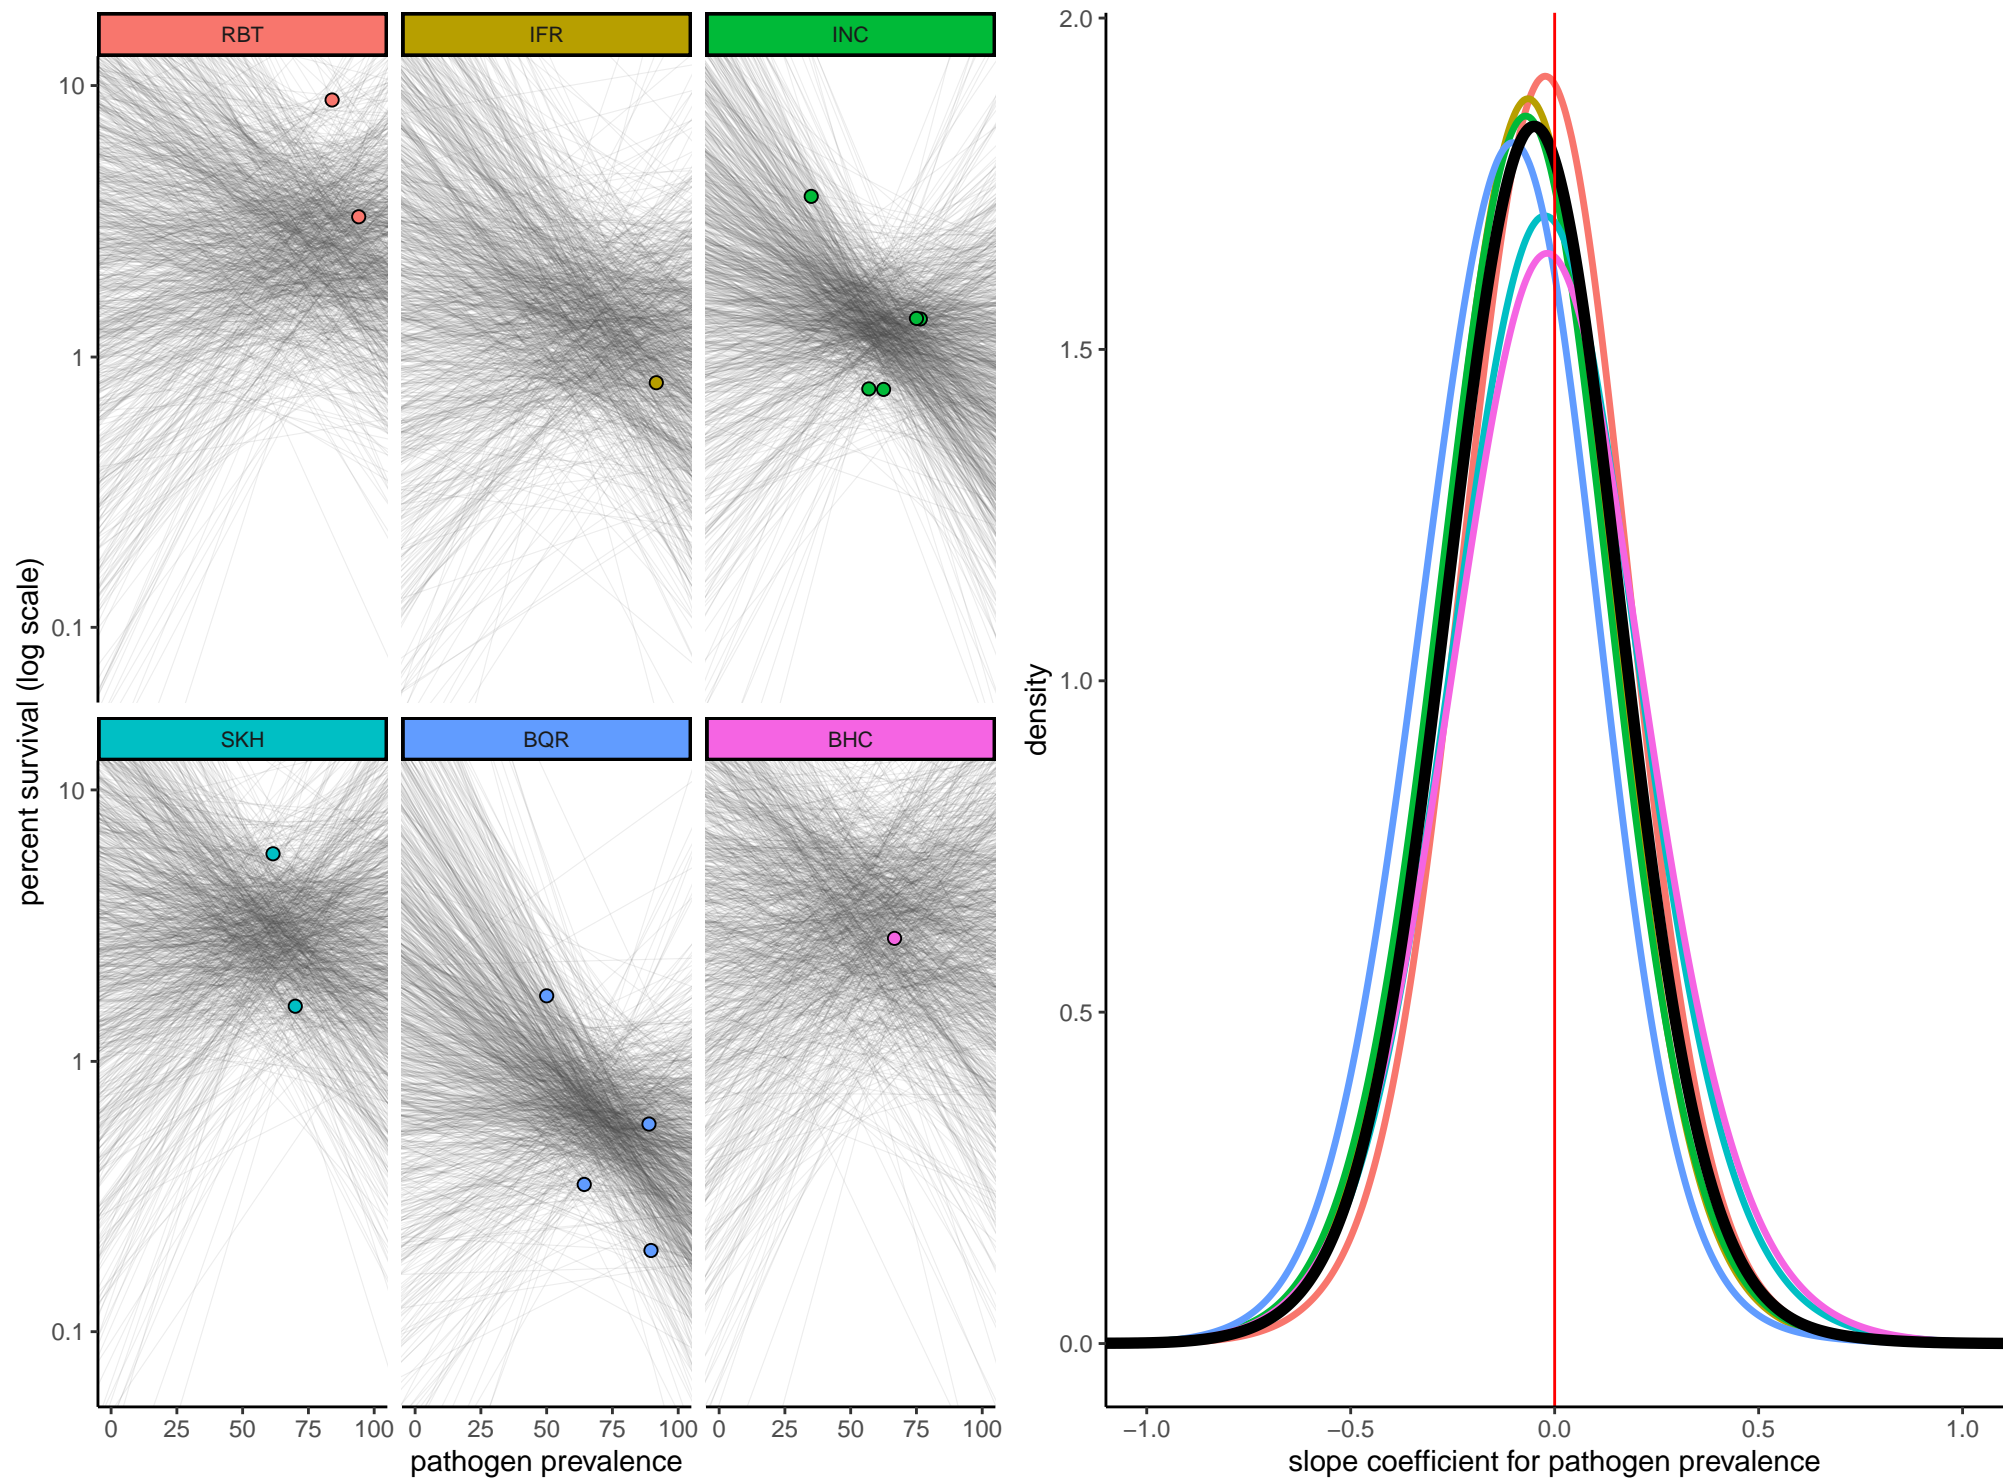 RBT IFR INC
10
1
0.1
SKH BQR BHC
10
1
0.1
0 25 50 75 100 0 25 50 75 100 0 25 50 75 100
pathogen prevalence
percent survival (log scale)
2.0
1.5
1.0
0.5
0.0
density
−1.0 −0.5 0.0 0.5 1.0
slope coefficient for pathogen prevalence